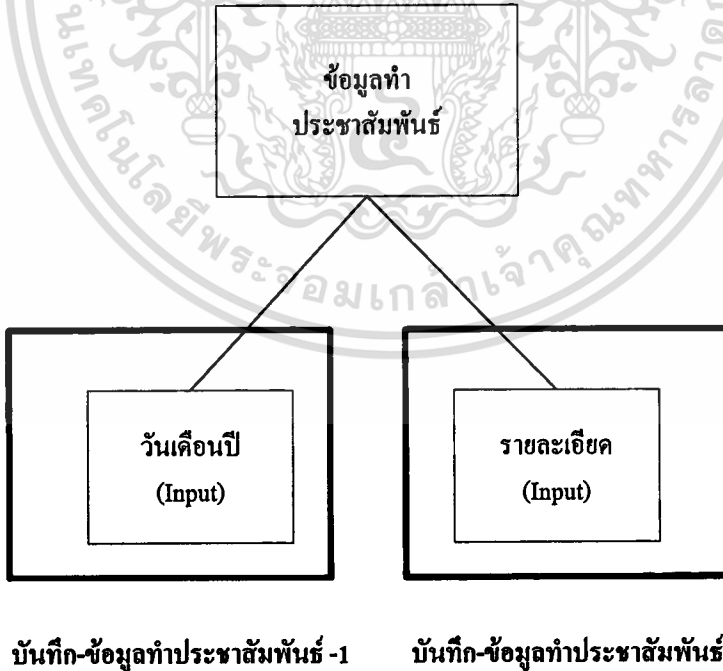 ข้อมูลทำ
ประชาสัมพันธ์
วันเดือนปี
(Input)
รายละเอียด
(Input)
บันทึก-ข้อมูลทำประชาสัมพันธ์ -1
บันทึก-ข้อมูลทำประชาสัมพันธ์